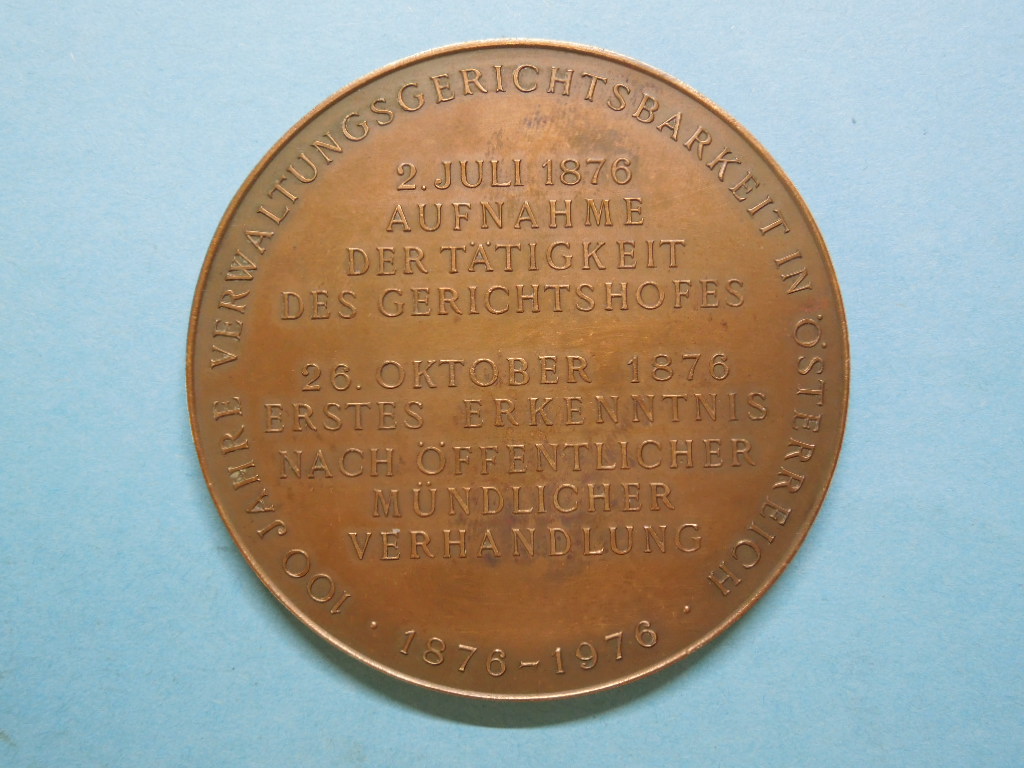 100 JAHRE VERWALTUNGSGERICHTSBARKEIT IN ÖSTERREICH
2. JULI 1876
AUFNAHME
DER TÄTIGKEIT
DES GERICHTSHOFES
26. OKTOBER 1876
ERSTES ERKENNTNIS
NACH ÖFFENTLICHER
MÜNDLICHER
VERHANDLUNG
· 1876-1976 ·